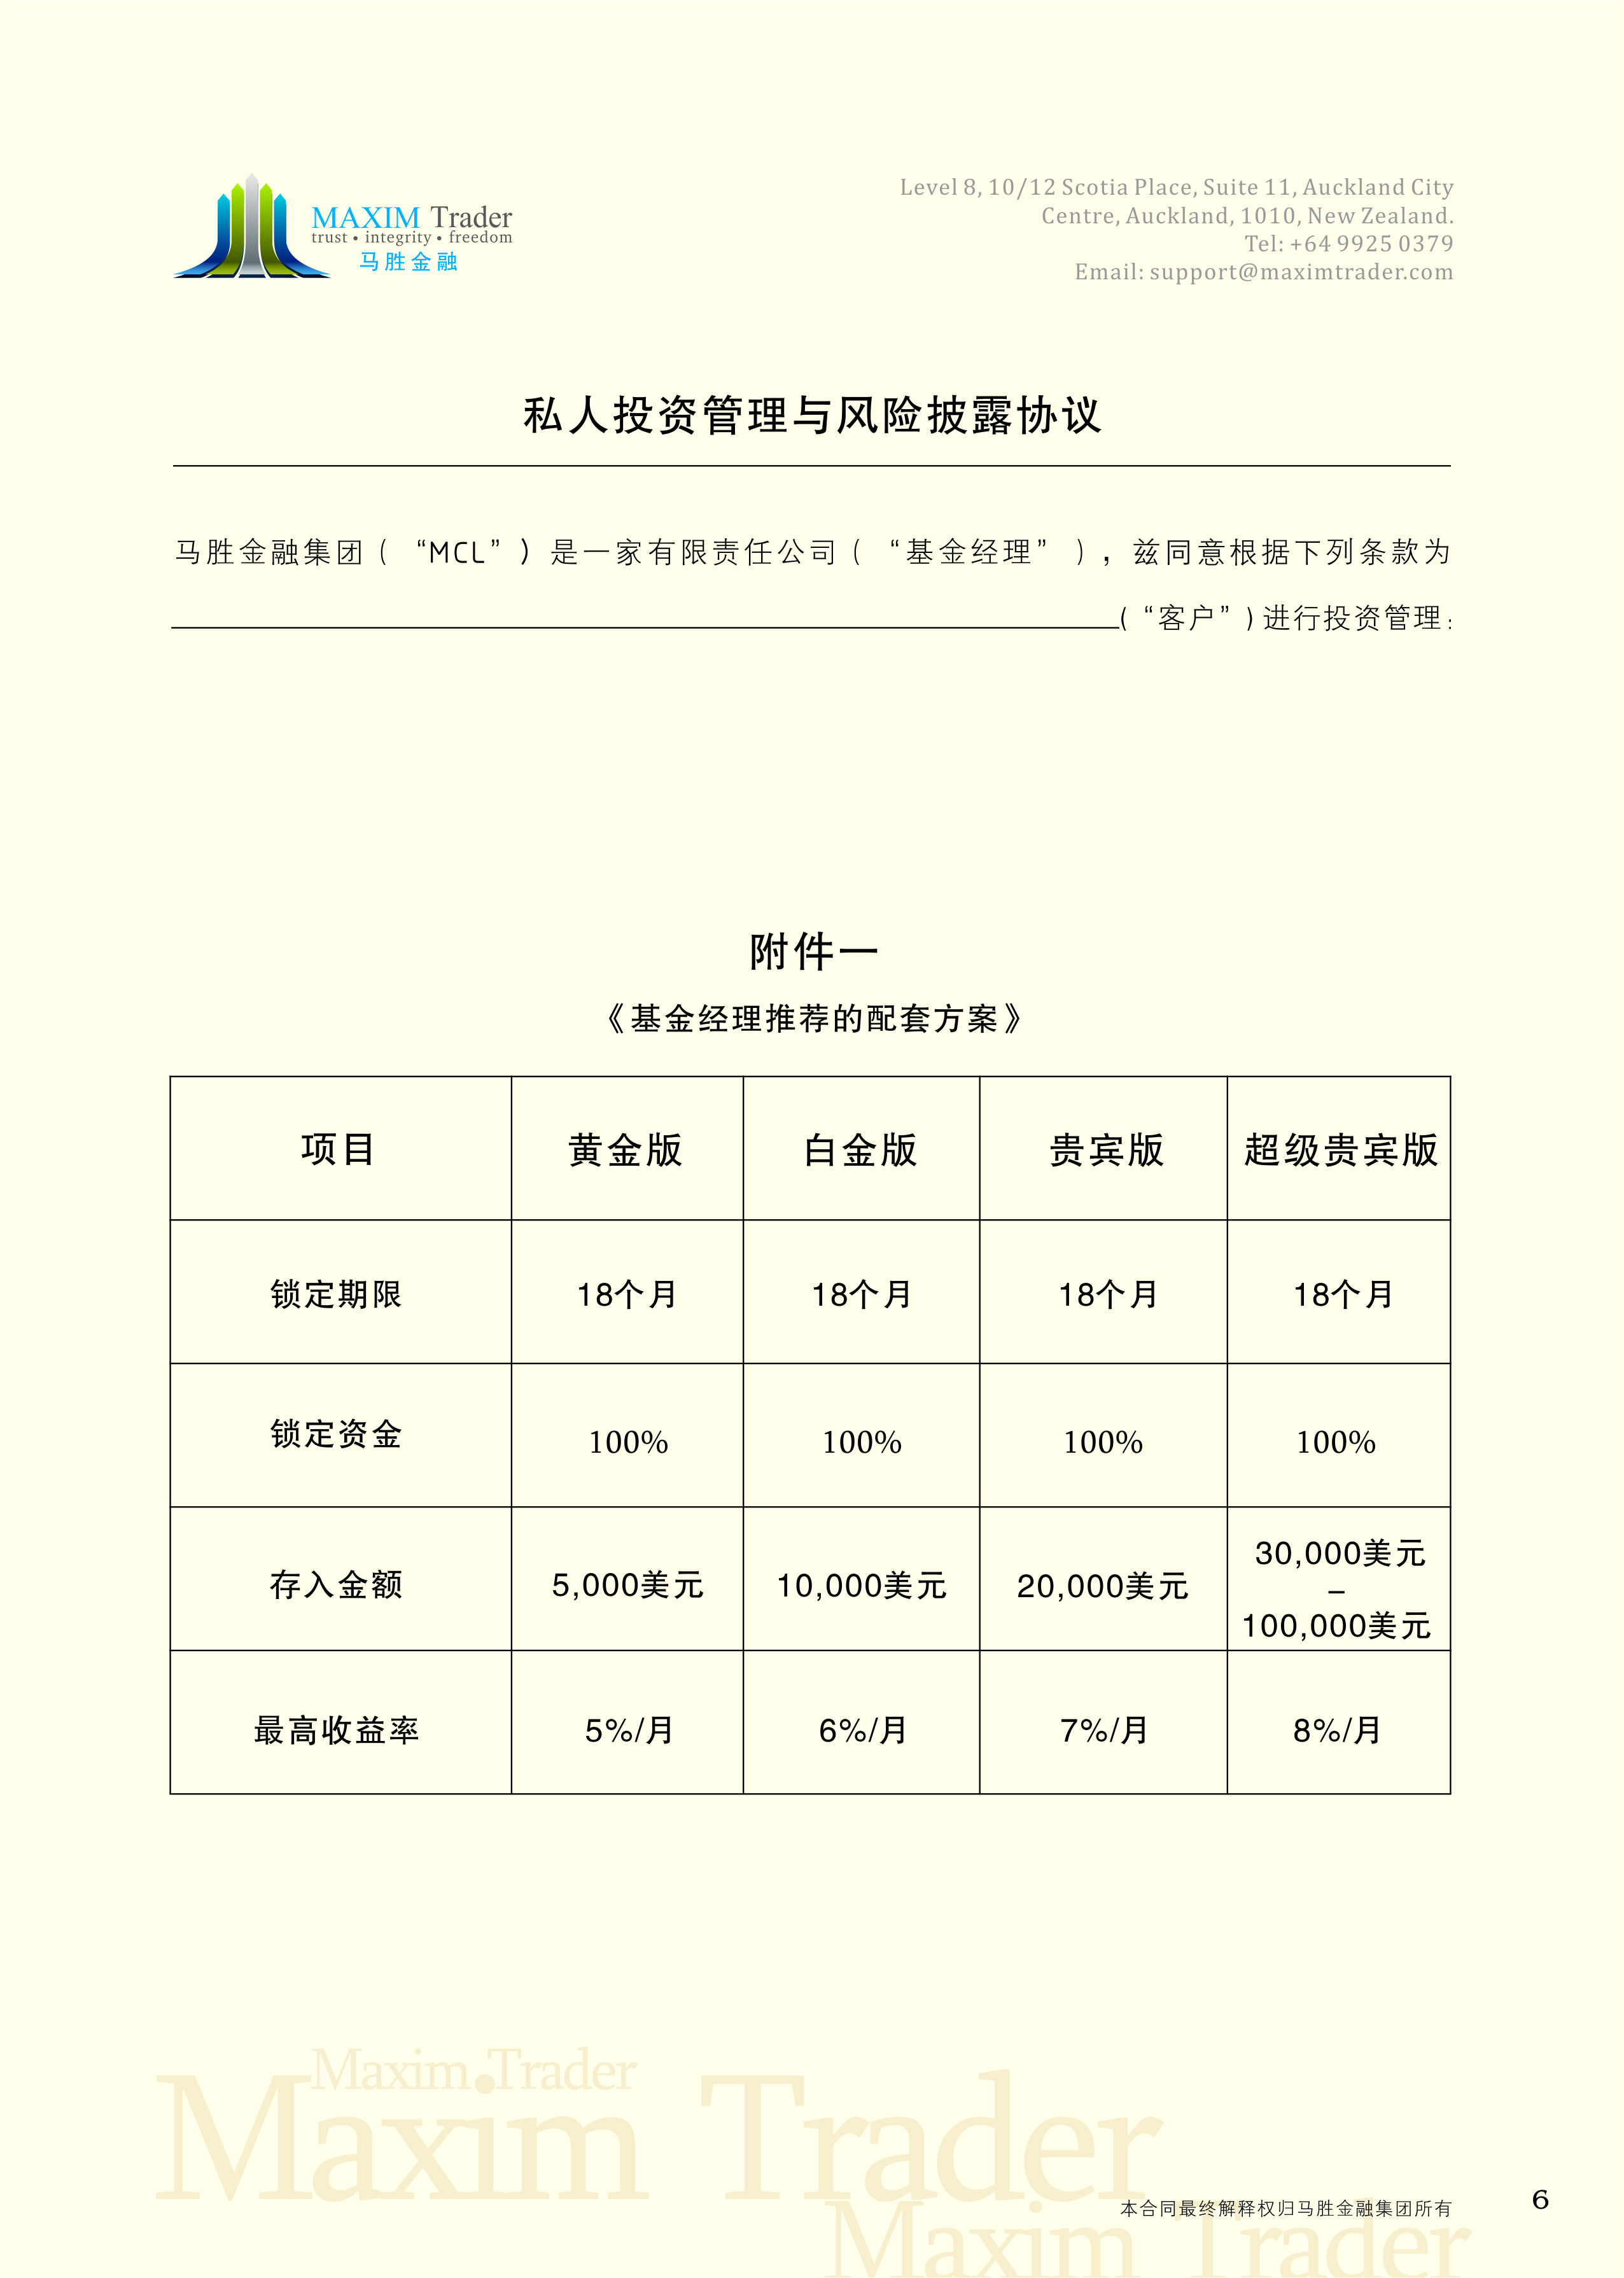 MAXIM Trader
trust • integrity • freedom
马胜金融
Level 8, 10/12 Scotia Place, Suite 11, Auckland City
Centre, Auckland, 1010, New Zealand.
Tel: +64 9925 0379
Email: support@maximtrader.com
私人投资管理与风险披露协议
马胜金融集团（“MCL”）是一家有限责任公司（“基金经理”），兹同意根据下列条款为
(“客户”)进行投资管理：
附件一
《基金经理推荐的配套方案》
项目 黄金版 白金版 贵宾版 超级贵宾版
锁定期限 18个月 18个月 18个月 18个月
锁定资金 100% 100% 100% 100%
存入金额 5,000美元 10,000美元 20,000美元 30,000美元
–
100,000美元
最高收益率 5%/月 6%/月 7%/月 8%/月
Maxim Trader
Maxim Trader
Maxim Trader
本合同最终解释权归马胜金融集团所有
6